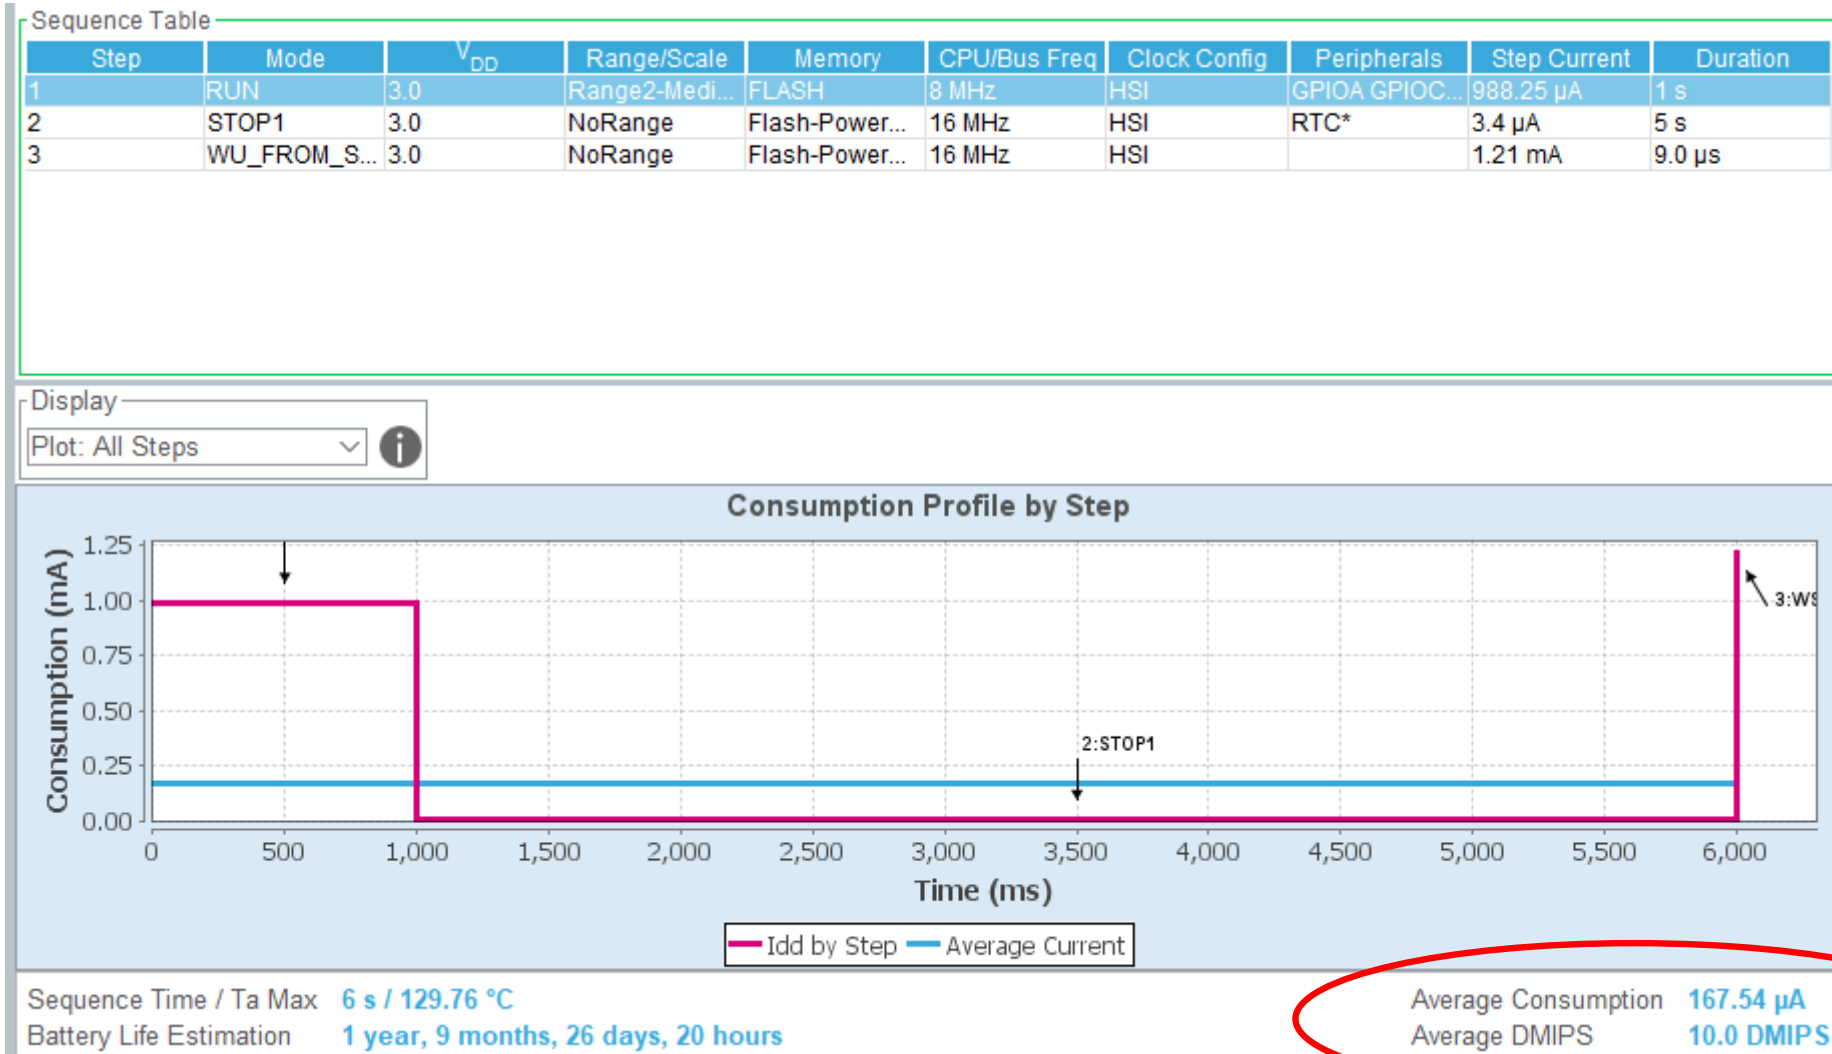 Sequence Table
Step Mode VDD Range/Scale Memory CPU/Bus Freq Clock Config Peripherals Step Current Duration
1 RUN 3.0 Range2-Medi... FLASH 8 MHz HSI GPIOA GPIOC... 988.25 µA 1 s
2 STOP1 3.0 NoRange Flash-Power... 16 MHz HSI RTC* 3.4 µA 5 s
3 WU_FROM_S... 3.0 NoRange Flash-Power... 16 MHz HSI 1.21 mA 9.0 µs
Display
Plot: All Steps
i
Consumption Profile by Step
Consumption (mA)
1.25
1.00
0.75
0.50
0.25
0.00
3:WS
2:STOP1
0 500 1,000 1,500 2,000 2,500 3,000 3,500 4,000 4,500 5,000 5,500 6,000
Time (ms)
Idd by Step Average Current
Sequence Time / Ta Max 6 s / 129.76 °C Average Consumption 167.54 µA
Battery Life Estimation 1 year, 9 months, 26 days, 20 hours Average DMIPS 10.0 DMIPS